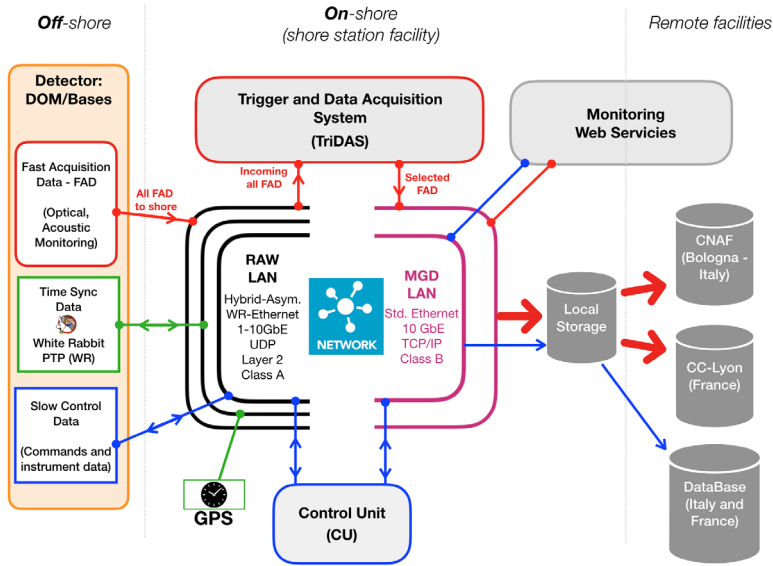 Off-shore
On-shore
(shore station facility)
Remote facilities
Detector:
DOM/Bases
Fast Acquisition
Data - FAD
(Optical,
Acoustic
Monitoring)
All FAD
to shore
Time Sync
Data
White Rabbit
PTP (WR)
Slow Control
Data
(Commands and
instrument data)
Trigger and Data Acquisition
System
(TriDAS)
Incoming
all FAD
Selected
FAD
Monitoring
Web Servicies
RAW
LAN
Hybrid-Asym.
WR-Ethernet
1-10GbE
UDP
Layer 2
Class A
NETWORK
MGD
LAN
Std. Ethernet
10 GbE
TCP/IP
Class B
GPS
Control Unit
(CU)
Local
Storage
CNAF
(Bologna -
Italy)
CC-Lyon
(France)
DataBase
(Italy and
France)